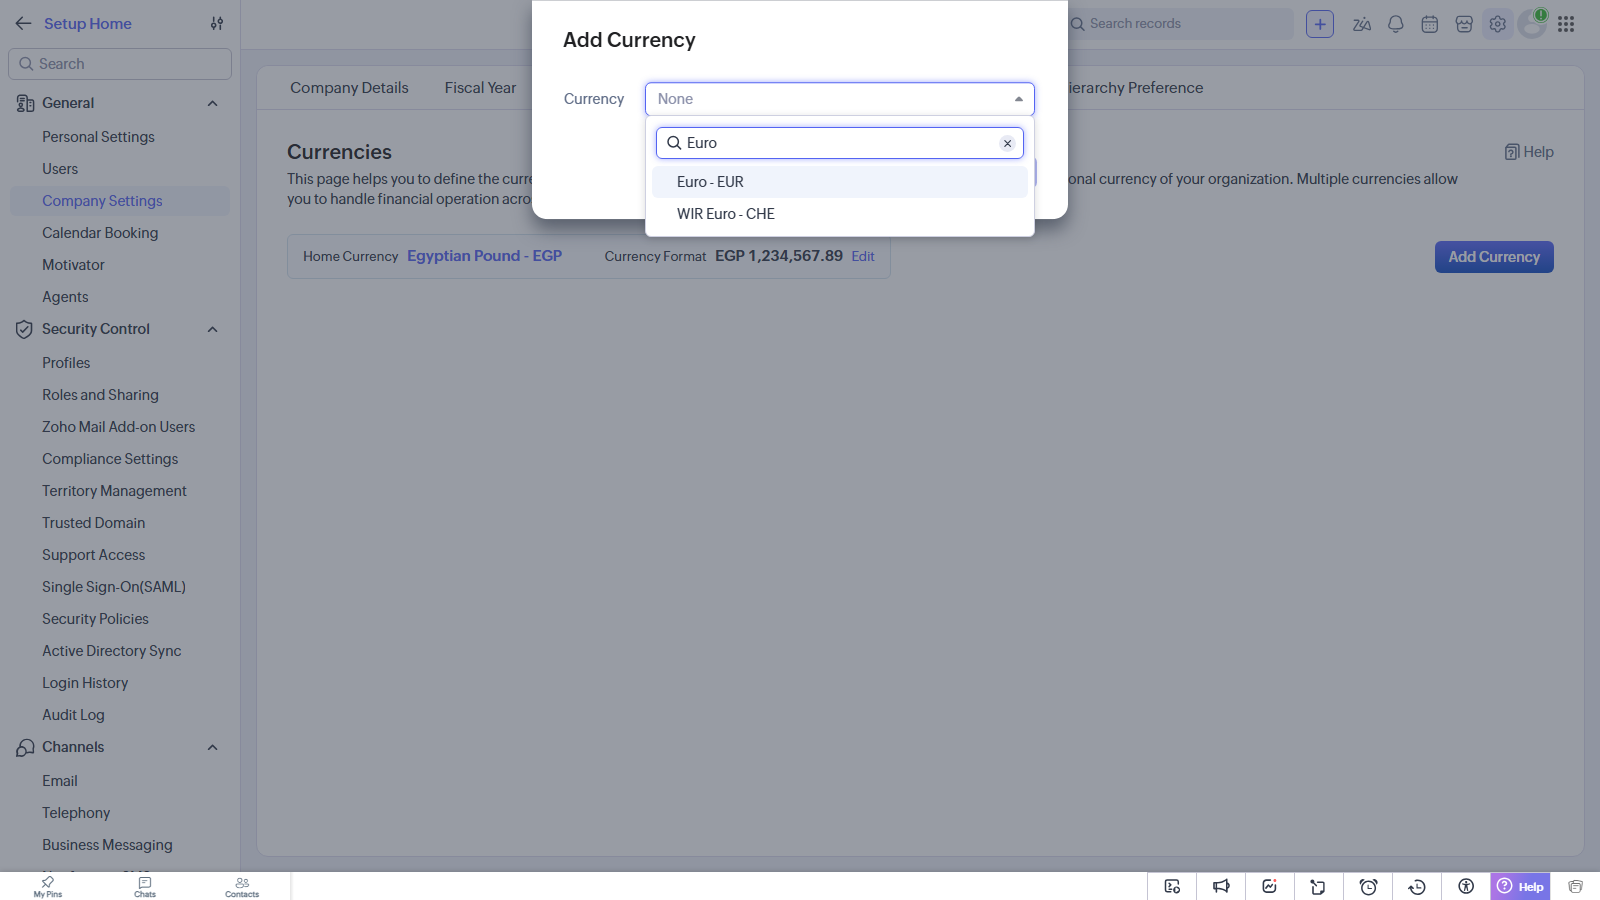 Setup Home
Search
General
Personal Settings
Users
Company Settings
Calendar Booking
Motivator
Agents
Security Control
Profiles
Roles and Sharing
Zoho Mail Add-on Users
Compliance Settings
Territory Management
Trusted Domain
Support Access
Single Sign-On(SAML)
Security Policies
Active Directory Sync
Login History
Audit Log
Channels
Email
Telephony
Business Messaging
Search records
Company Details
Fiscal Year
ierarchy Preference
Currencies
Help
This page helps you to define the curr
onal currency of your organization. Multiple currencies allow
you to handle financial operation acro
Home Currency Egyptian Pound - EGP Currency Format EGP 1,234,567.89 Edit
Add Currency
Add Currency
Currency
None
Euro
Euro - EUR
WIR Euro - CHE
My Pins
Chats
Contacts
Help